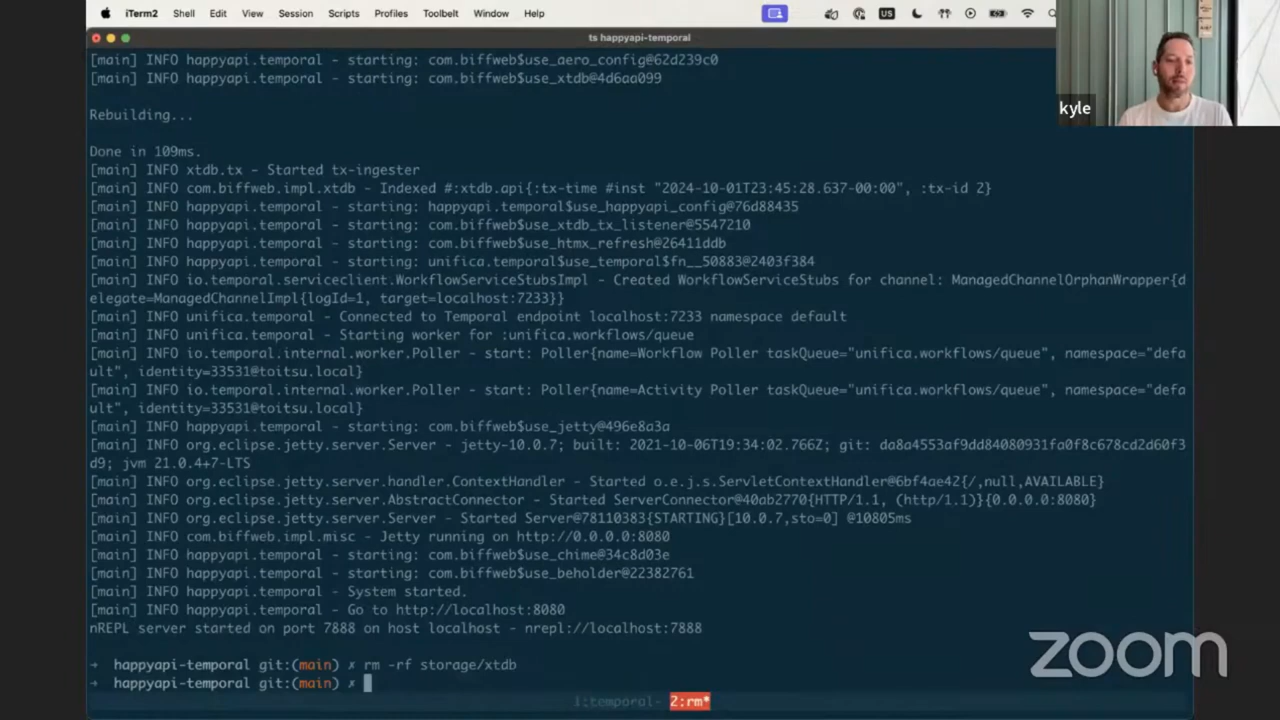 iTerm2 Shell Edit View Session Scripts Profiles Toolbelt Window Help US
ts happyapi-temporal
kyle
[main] INFO happyapi.temporal - starting: com.biffweb$use_aero_config@62d239c0
[main] INFO happyapi.temporal - starting: com.biffweb$use_xtdb@4d6aa099
Rebuilding...
Done in 109ms.
[main] INFO xtdb.tx - Started tx-ingester
[main] INFO com.biffweb.impl.xtdb - Indexed #:xtdb.api{:tx-time #inst "2024-10-01T23:45:28.637-00:00", :tx-id 2}
[main] INFO happyapi.temporal - starting: happyapi.temporal$use_happyapi_config@76d88435
[main] INFO happyapi.temporal - starting: com.biffweb$use_xtdb_tx_listener@5547210
[main] INFO happyapi.temporal - starting: com.biffweb$use_htmx_refresh@26411ddb
[main] INFO happyapi.temporal - starting: unifica.temporal$use_temporal$fn__50883@2403f384
[main] INFO io.temporal.serviceclient.WorkflowServiceStubsImpl - Created WorkflowServiceStubs for channel: ManagedChannelOrphanWrapper{d
elegate=ManagedChannelImpl{logId=1, target=localhost:7233}}
[main] INFO unifica.temporal - Connected to Temporal endpoint localhost:7233 namespace default
[main] INFO unifica.temporal - Starting worker for :unifica.workflows/queue
[main] INFO io.temporal.internal.worker.Poller - start: Poller{name=Workflow Poller taskQueue="unifica.workflows/queue", namespace="defa
ult", identity=33531@toitsu.local}
[main] INFO io.temporal.internal.worker.Poller - start: Poller{name=Activity Poller taskQueue="unifica.workflows/queue", namespace="defa
ult", identity=33531@toitsu.local}
[main] INFO happyapi.temporal - starting: com.biffweb$use_jetty@496e8a3a
[main] INFO org.eclipse.jetty.server.Server - jetty-10.0.7; built: 2021-10-06T19:34:02.766Z; git: da8a4553af9dd84080931fa0f8c678cd2d60f3
d9; jvm 21.0.4+7-LTS
[main] INFO org.eclipse.jetty.server.handler.ContextHandler - Started o.e.j.s.ServletContextHandler@6bf4ae42{/,null,AVAILABLE}
[main] INFO org.eclipse.jetty.server.AbstractConnector - Started ServerConnector@40ab2770{HTTP/1.1, (http/1.1)}{0.0.0.0:8080}
[main] INFO org.eclipse.jetty.server.Server - Started Server@78110383{STARTING}[10.0.7,sto=0] @10805ms
[main] INFO com.biffweb.impl.misc - Jetty running on http://0.0.0.0:8080
[main] INFO happyapi.temporal - starting: com.biffweb$use_chime@34c8d03e
[main] INFO happyapi.temporal - starting: com.biffweb$use_beholder@22382761
[main] INFO happyapi.temporal - System started.
[main] INFO happyapi.temporal - Go to http://localhost:8080
nREPL server started on port 7888 on host localhost - nrepl://localhost:7888
→ happyapi-temporal git:(main) ✗ rm -rf storage/xtdb
→ happyapi-temporal git:(main) ✗
1:temporal- 2:rm*
zoom